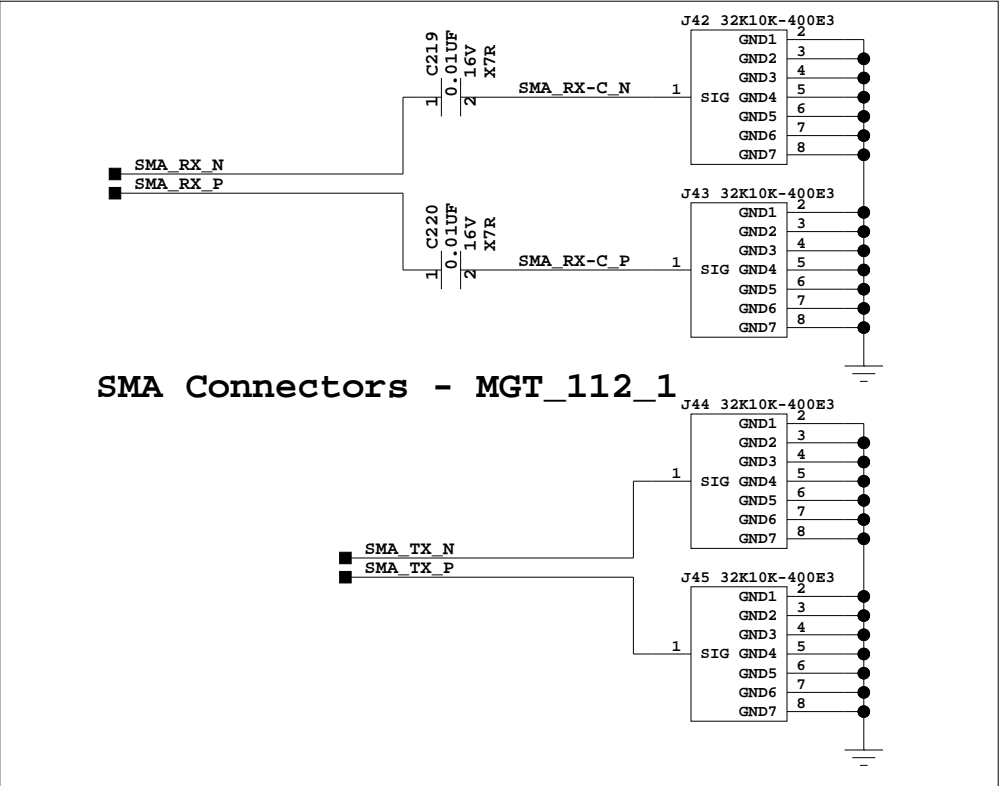 J42 32K10K-400E3
C219
0.01UF
16V
X7R
1
2
SMA_RX-C_N
1
SIG
GND1 2
GND2 3
GND3 4
GND4 5
GND5 6
GND6 7
GND7 8
SMA_RX_N
SMA_RX_P
J43 32K10K-400E3
C220
0.01UF
16V
X7R
1
2
SMA_RX-C_P
1
SIG
GND1 2
GND2 3
GND3 4
GND4 5
GND5 6
GND6 7
GND7 8
SMA Connectors - MGT_112_1
J44 32K10K-400E3
1
SIG
GND1 2
GND2 3
GND3 4
GND4 5
GND5 6
GND6 7
GND7 8
SMA_TX_N
SMA_TX_P
J45 32K10K-400E3
1
SIG
GND1 2
GND2 3
GND3 4
GND4 5
GND5 6
GND6 7
GND7 8